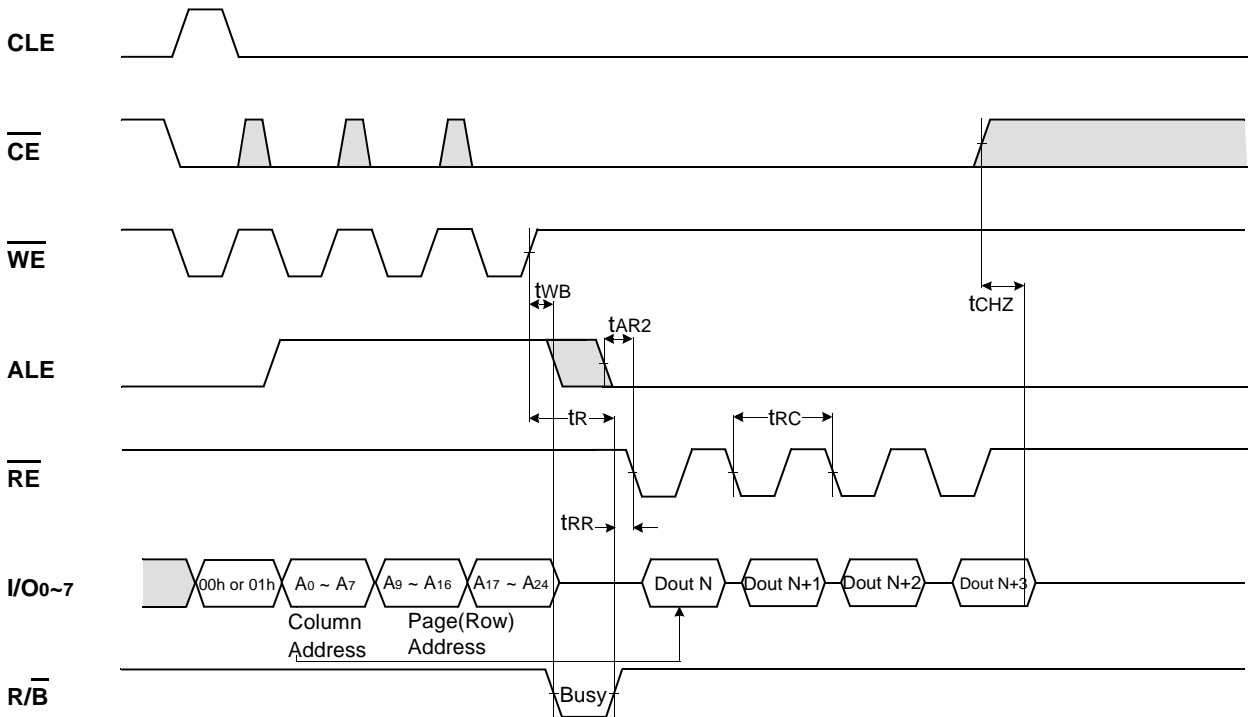 CLE
CE
WE
tWB
tCHZ
tAR2
ALE
tR
tRC
RE
tRR
I/O0~7
00h or 01h
A0 ~ A7
A9 ~ A16
A17 ~ A24
Dout N
Dout N+1
Dout N+2
Dout N+3
Column
Address
Page(Row)
Address
R/B
Busy